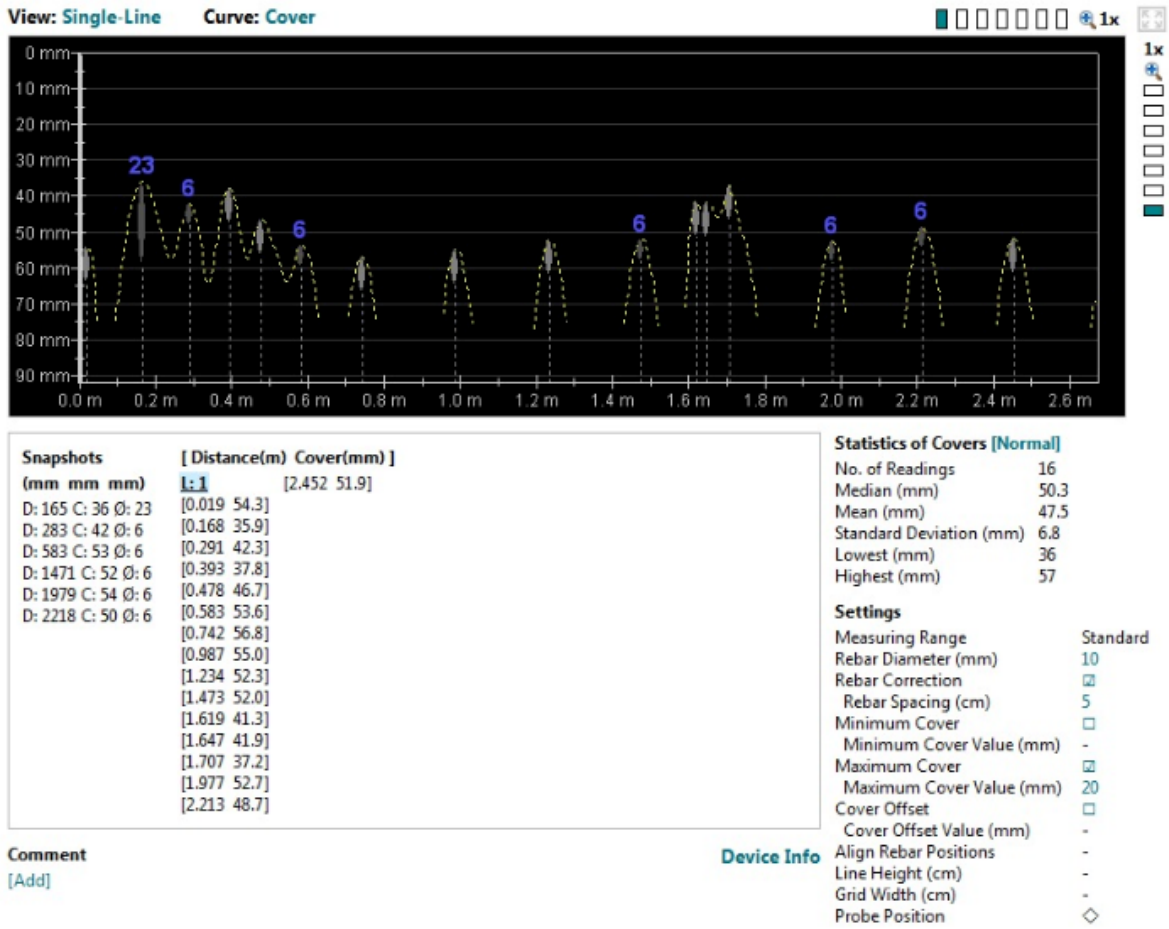 View: Single-Line Curve: Cover
1x
1x
0 mm
10 mm
20 mm
30 mm
40 mm
50 mm
60 mm
70 mm
80 mm
90 mm
23
6
6
6
6
6
0.0 m 0.2 m 0.4 m 0.6 m 0.8 m 1.0 m 1.2 m 1.4 m 1.6 m 1.8 m 2.0 m 2.2 m 2.4 m 2.6 m
Snapshots
(mm mm mm)
D: 165 C: 36 Ø: 23
D: 283 C: 42 Ø: 6
D: 583 C: 53 Ø: 6
D: 1471 C: 52 Ø: 6
D: 1979 C: 54 Ø: 6
D: 2218 C: 50 Ø: 6
[ Distance(m) Cover(mm) ]
L: 1 [2.452 51.9]
[0.019 54.3]
[0.168 35.9]
[0.291 42.3]
[0.393 37.8]
[0.478 46.7]
[0.583 53.6]
[0.742 56.8]
[0.987 55.0]
[1.234 52.3]
[1.473 52.0]
[1.619 41.3]
[1.647 41.9]
[1.707 37.2]
[1.977 52.7]
[2.213 48.7]
Statistics of Covers [Normal]
No. of Readings 16
Median (mm) 50.3
Mean (mm) 47.5
Standard Deviation (mm) 6.8
Lowest (mm) 36
Highest (mm) 57
Settings
Measuring Range Standard
Rebar Diameter (mm) 10
Rebar Correction ☑
Rebar Spacing (cm) 5
Minimum Cover ☐
Minimum Cover Value (mm) -
Maximum Cover ☑
Maximum Cover Value (mm) 20
Cover Offset ☐
Cover Offset Value (mm) -
Align Rebar Positions -
Line Height (cm) -
Grid Width (cm) -
Probe Position ◇
Comment
[Add]
Device Info